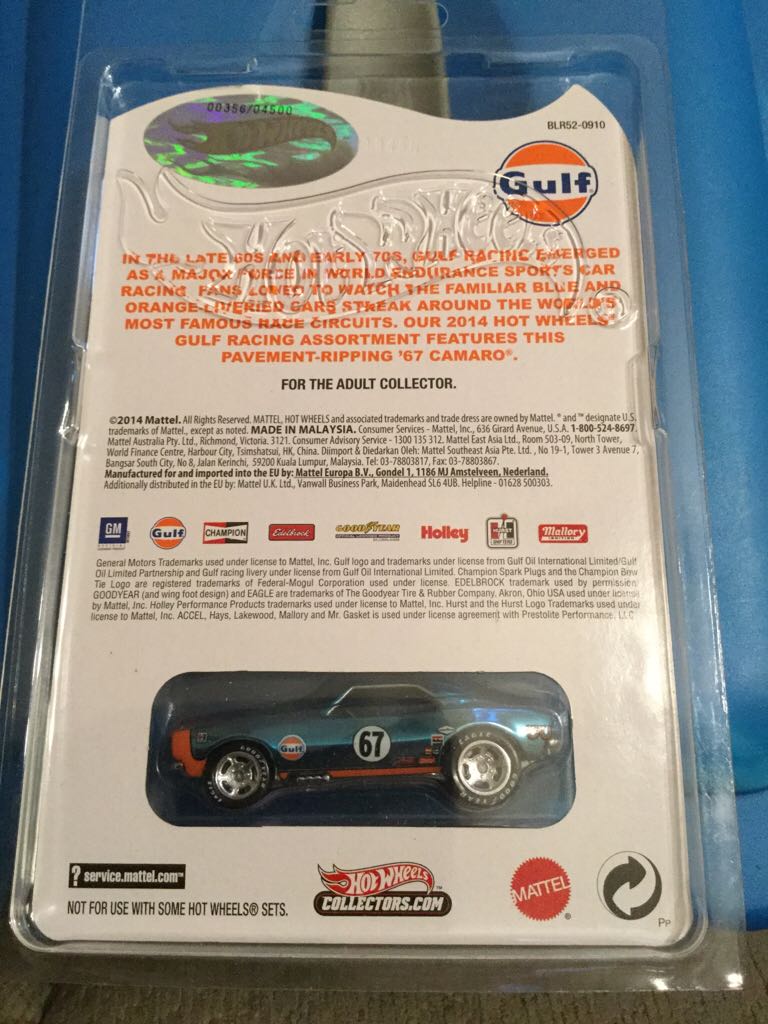 00356/04500
BLR52-0910
Gulf
Hot Wheels
IN THE LATE 60S AND EARLY 70S, GULF RACING EMERGED
AS A MAJOR FORCE IN WORLD ENDURANCE SPORTS CAR
RACING. FANS LOVED TO WATCH THE FAMILIAR BLUE AND
ORANGE-LIVERIED CARS STREAK AROUND THE WORLD'S
MOST FAMOUS RACE CIRCUITS. OUR 2014 HOT WHEELS®
GULF RACING ASSORTMENT FEATURES THIS
PAVEMENT-RIPPING '67 CAMARO®.
FOR THE ADULT COLLECTOR.
©2014 Mattel. All Rights Reserved. MATTEL, HOT WHEELS and associated trademarks and trade dress are owned by Mattel. ® and ™ designate U.S.
trademarks of Mattel., except as noted. MADE IN MALAYSIA. Consumer Services - Mattel, Inc., 636 Girard Avenue, U.S.A. 1-800-524-8697.
Mattel Australia Pty. Ltd., Richmond, Victoria. 3121. Consumer Advisory Service - 1300 135 312. Mattel East Asia Ltd., Room 503-09, North Tower,
World Finance Centre, Harbour City, Tsimshatsui, HK, China. Diimport & Diedarkan Oleh: Mattel Southeast Asia Pte. Ltd. , No 19-1, Tower 3 Avenue 7,
Bangsar South City, No 8, Jalan Kerinchi, 59200 Kuala Lumpur, Malaysia. Tel: 03-78803817, Fax: 03-78803867.
Manufactured for and imported into the EU by: Mattel Europa B.V., Gondel 1, 1186 MJ Amstelveen, Nederland.
Additionally distributed in the EU by: Mattel U.K. Ltd., Vanwall Business Park, Maidenhead SL6 4UB. Helpline - 01628 500303.
GM Gulf CHAMPION Edelbrock GOODYEAR Holley HURST SHIFTERS Mallory
General Motors Trademarks used under license to Mattel, Inc. Gulf logo and trademarks under license from Gulf Oil International Limited/Gulf
Oil Limited Partnership and Gulf racing livery under license from Gulf Oil International Limited. Champion Spark Plugs and the Champion Bow
Tie Logo are registered trademarks of Federal-Mogul Corporation used under license. EDELBROCK trademark used by permission.
GOODYEAR (and wing foot design) and EAGLE are trademarks of The Goodyear Tire & Rubber Company, Akron, Ohio USA used under license
by Mattel, Inc. Holley Performance Products trademarks used under license to Mattel, Inc. Hurst and the Hurst Logo Trademarks used under
license to Mattel, Inc. ACCEL, Hays, Lakewood, Mallory and Mr. Gasket is used under license agreement with Prestolite Performance, LLC
Gulf
67
EAGLE
GOODYEAR
? service.mattel.com™
NOT FOR USE WITH SOME HOT WHEELS® SETS.
HOT WHEELS™
COLLECTORS.COM
MATTEL®
PP